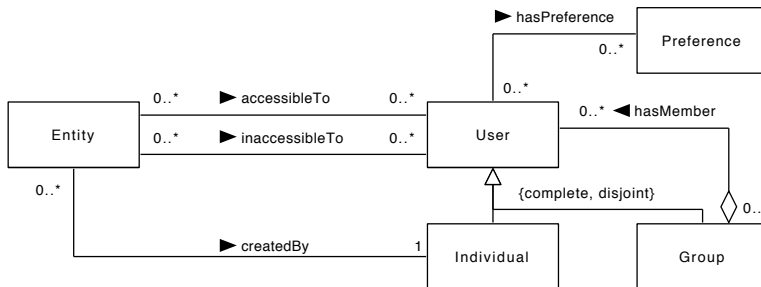 hasPreference
0..*
Preference
0..*
0..*
accessibleTo
0..*
0..*
hasMember
Entity
User
0..*
inaccessibleTo
0..*
0..*
{complete, disjoint}
0..
createdBy
1
Individual
Group